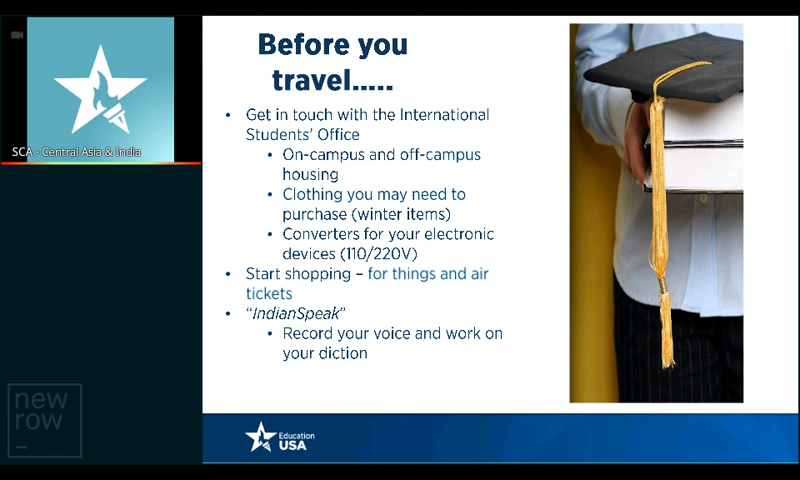 SCA - Central Asia & India
new
row
Before you
travel.....
• Get in touch with the International
Students' Office
• On-campus and off-campus
housing
• Clothing you may need to
purchase (winter items)
• Converters for your electronic
devices (110/220V)
• Start shopping – for things and air
tickets
• "IndianSpeak"
• Record your voice and work on
your diction
Education
USA